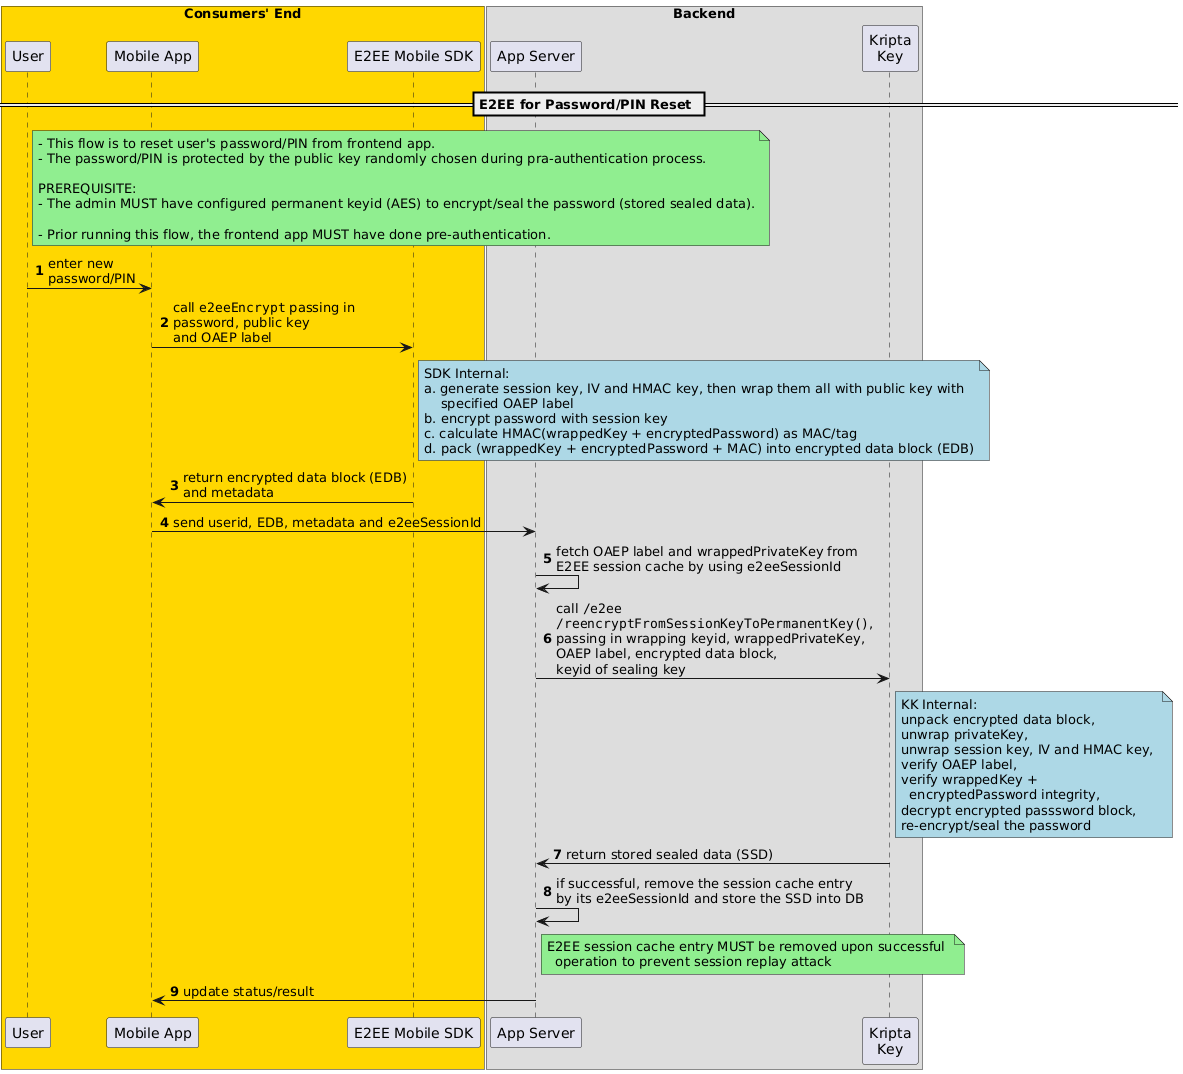 Consumers' End
Backend
User
Mobile App
E2EE Mobile SDK
App Server
Kripta
Key
E2EE for Password/PIN Reset
- This flow is to reset user's password/PIN from frontend app.
- The password/PIN is protected by the public key randomly chosen during pra-authentication process.
PREREQUISITE:
- The admin MUST have configured permanent keyid (AES) to encrypt/seal the password (stored sealed data).
- Prior running this flow, the frontend app MUST have done pre-authentication.
1 enter new
password/PIN
2 call e2eeEncrypt passing in
password, public key
and OAEP label
SDK Internal:
a. generate session key, IV and HMAC key, then wrap them all with public key with
specified OAEP label
b. encrypt password with session key
c. calculate HMAC(wrappedKey + encryptedPassword) as MAC/tag
d. pack (wrappedKey + encryptedPassword + MAC) into encrypted data block (EDB)
3 return encrypted data block (EDB)
and metadata
4 send userid, EDB, metadata and e2eeSessionId
5 fetch OAEP label and wrappedPrivateKey from
E2EE session cache by using e2eeSessionId
6 call /e2ee
/reencryptFromSessionKeyToPermanentKey(),
passing in wrapping keyid, wrappedPrivateKey,
OAEP label, encrypted data block,
keyid of sealing key
KK Internal:
unpack encrypted data block,
unwrap privateKey,
unwrap session key, IV and HMAC key,
verify OAEP label,
verify wrappedKey +
encryptedPassword integrity,
decrypt encrypted passsword block,
re-encrypt/seal the password
7 return stored sealed data (SSD)
8 if successful, remove the session cache entry
by its e2eeSessionId and store the SSD into DB
E2EE session cache entry MUST be removed upon successful
operation to prevent session replay attack
9 update status/result
User
Mobile App
E2EE Mobile SDK
App Server
Kripta
Key